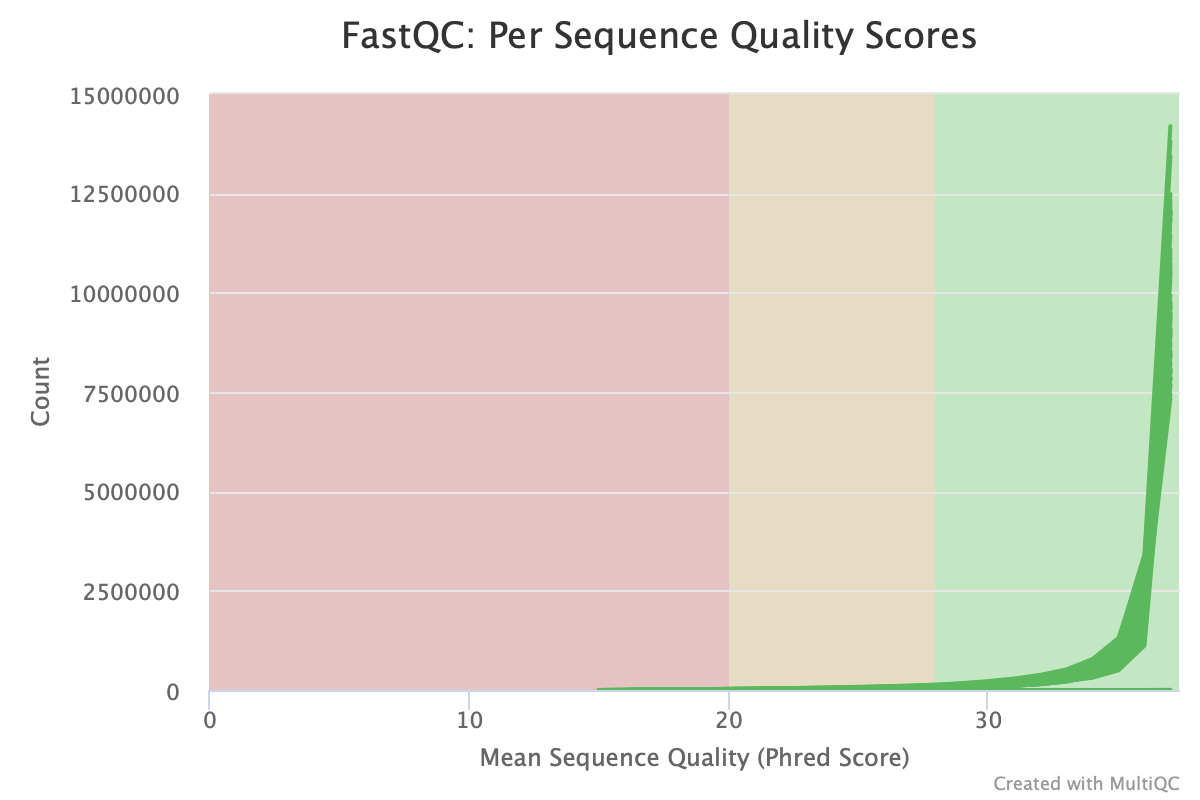 FastQC: Per Sequence Quality Scores
15000000
12500000
10000000
7500000
5000000
2500000
0
Count
0 10 20 30
Mean Sequence Quality (Phred Score)
Created with MultiQC